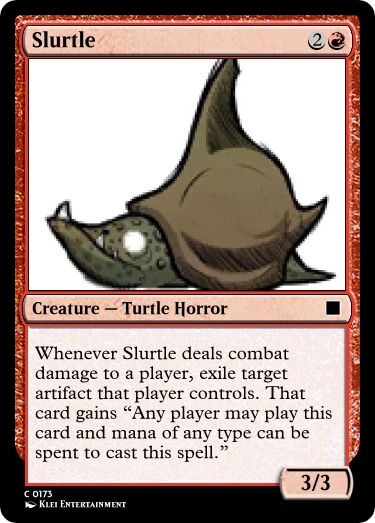 Slurtle 2
Creature — Turtle Horror
Whenever Slurtle deals combat
damage to a player, exile target
artifact that player controls. That
card gains “Any player may play this
card and mana of any type can be
spent to cast this spell.”
3/3
C 0173
Klei Entertainment